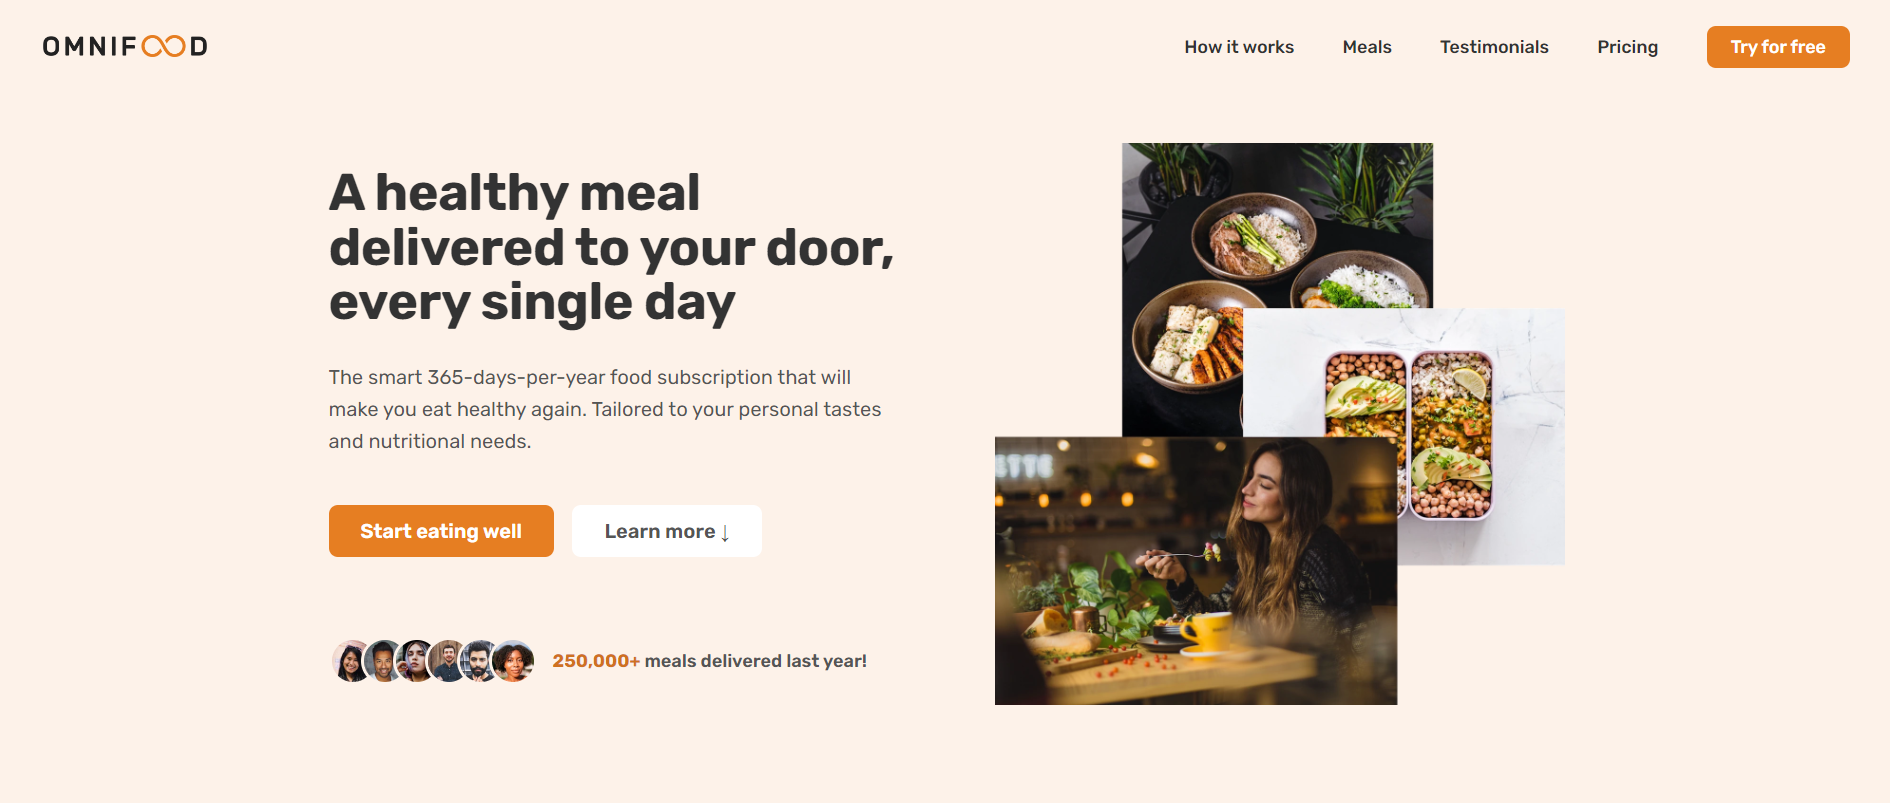 OMNIFOOD
How it works
Meals
Testimonials
Pricing
Try for free
A healthy meal
delivered to your door,
every single day
The smart 365-days-per-year food subscription that will
make you eat healthy again. Tailored to your personal tastes
and nutritional needs.
Start eating well
Learn more ↓
250,000+ meals delivered last year!